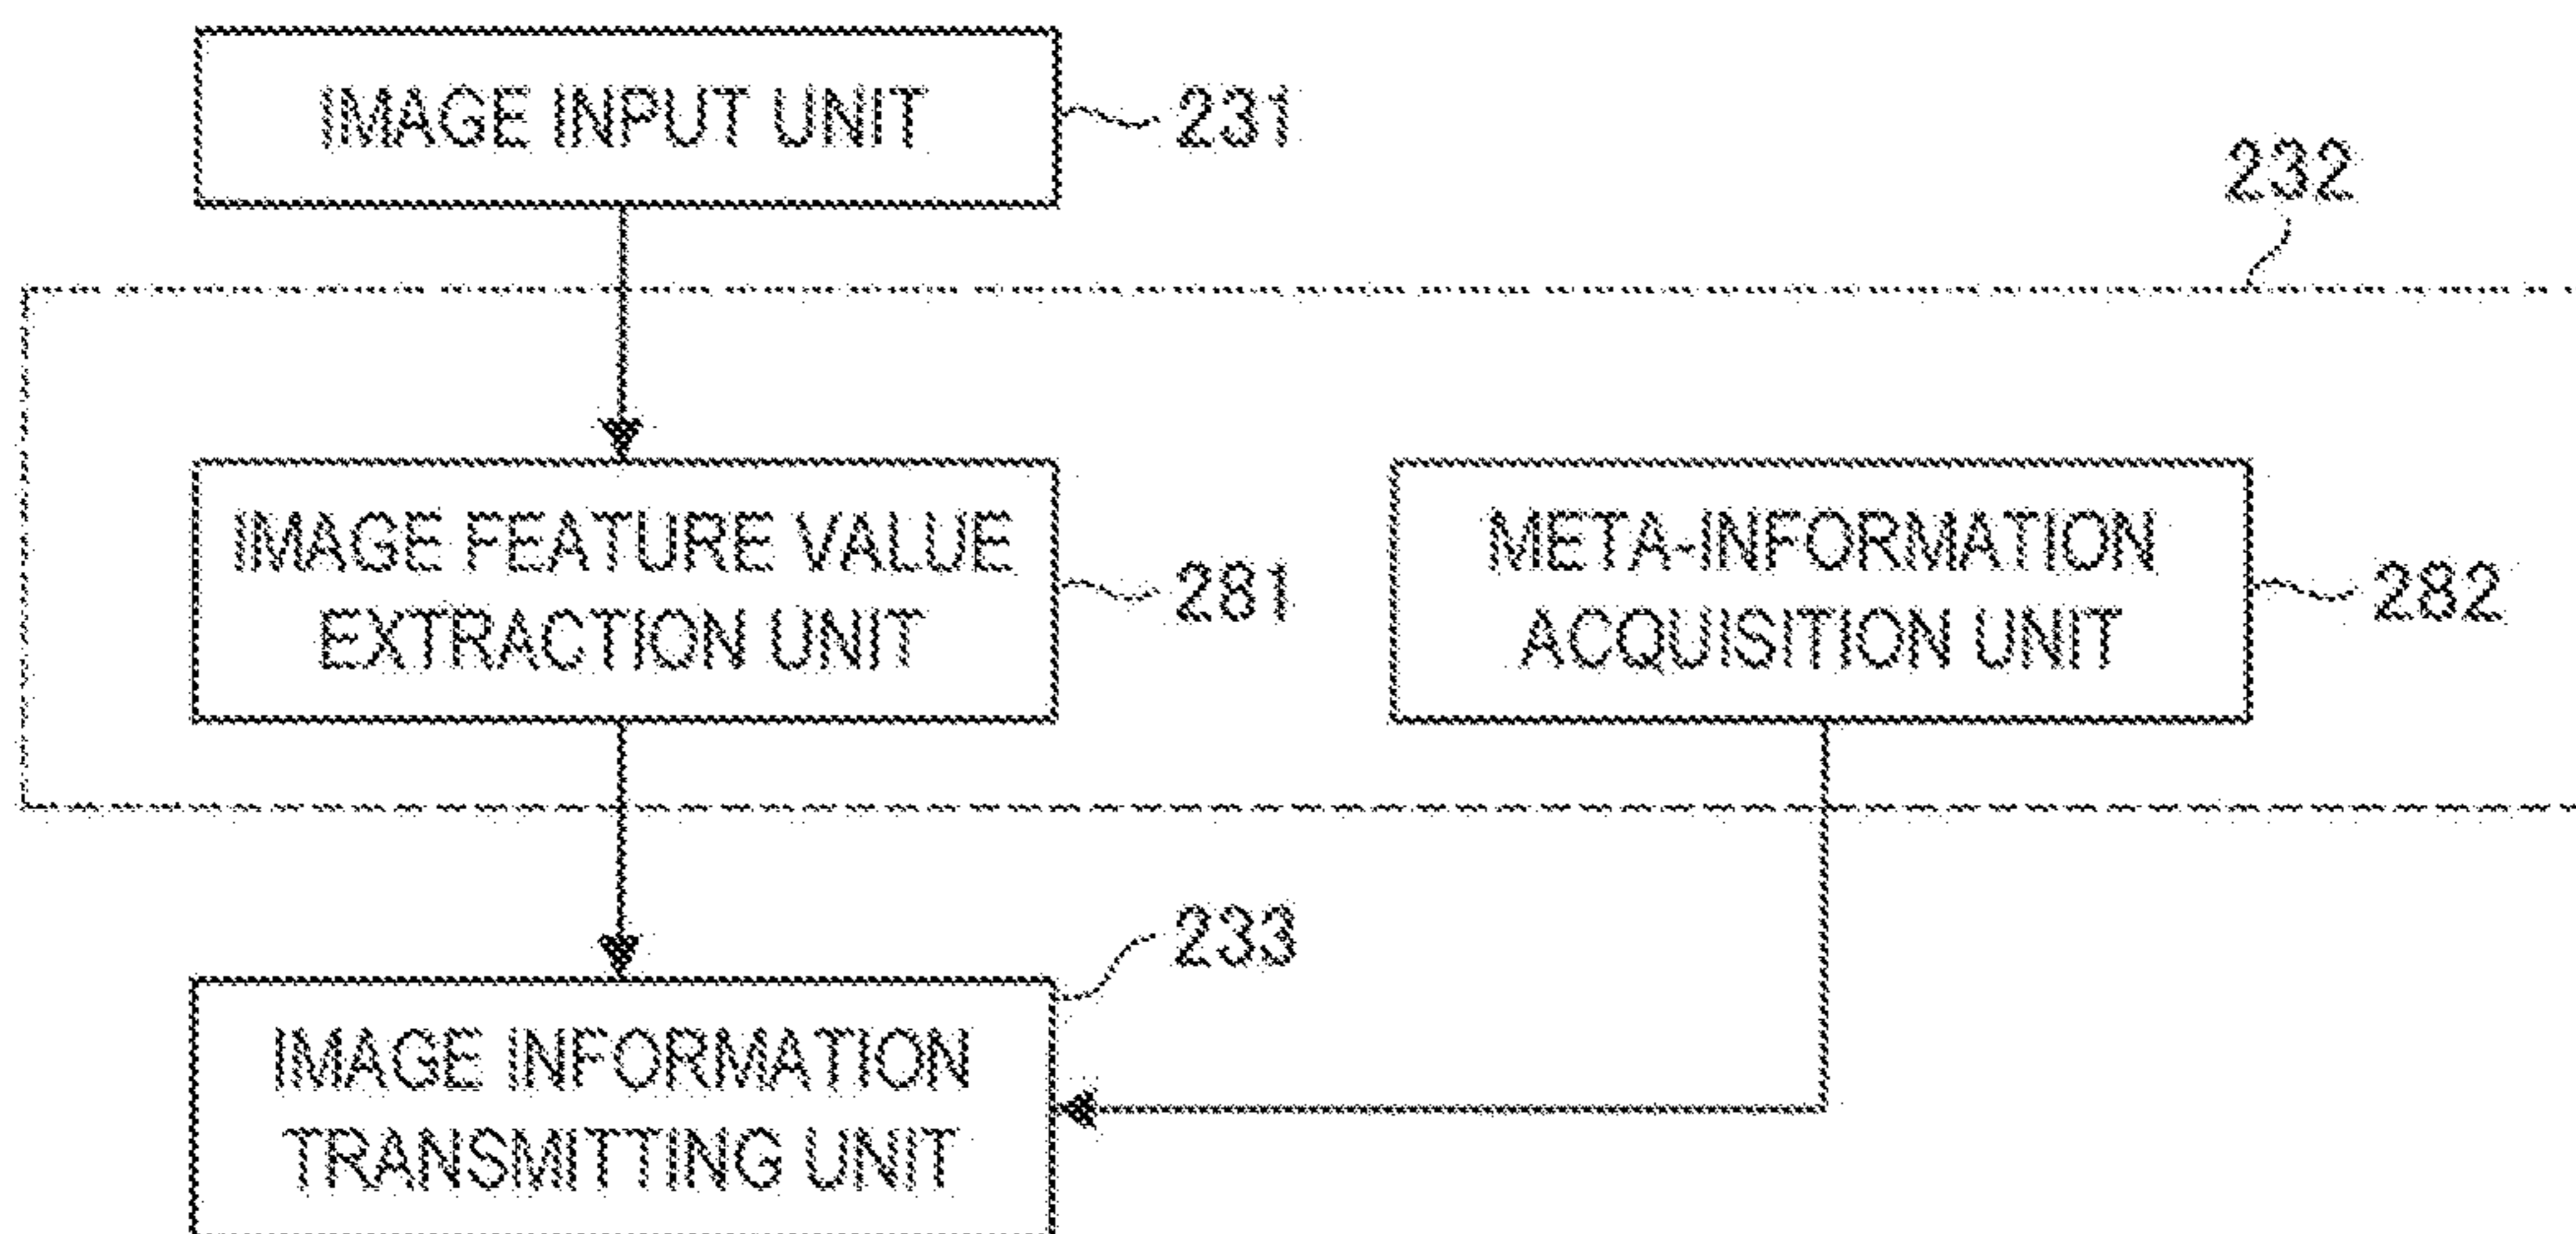 IMAGE INPUT UNIT
231
232
IMAGE FEATURE VALUE
EXTRACTION UNIT
281
META-INFORMATION
ACQUISITION UNIT
282
233
IMAGE INFORMATION
TRANSMITTING UNIT